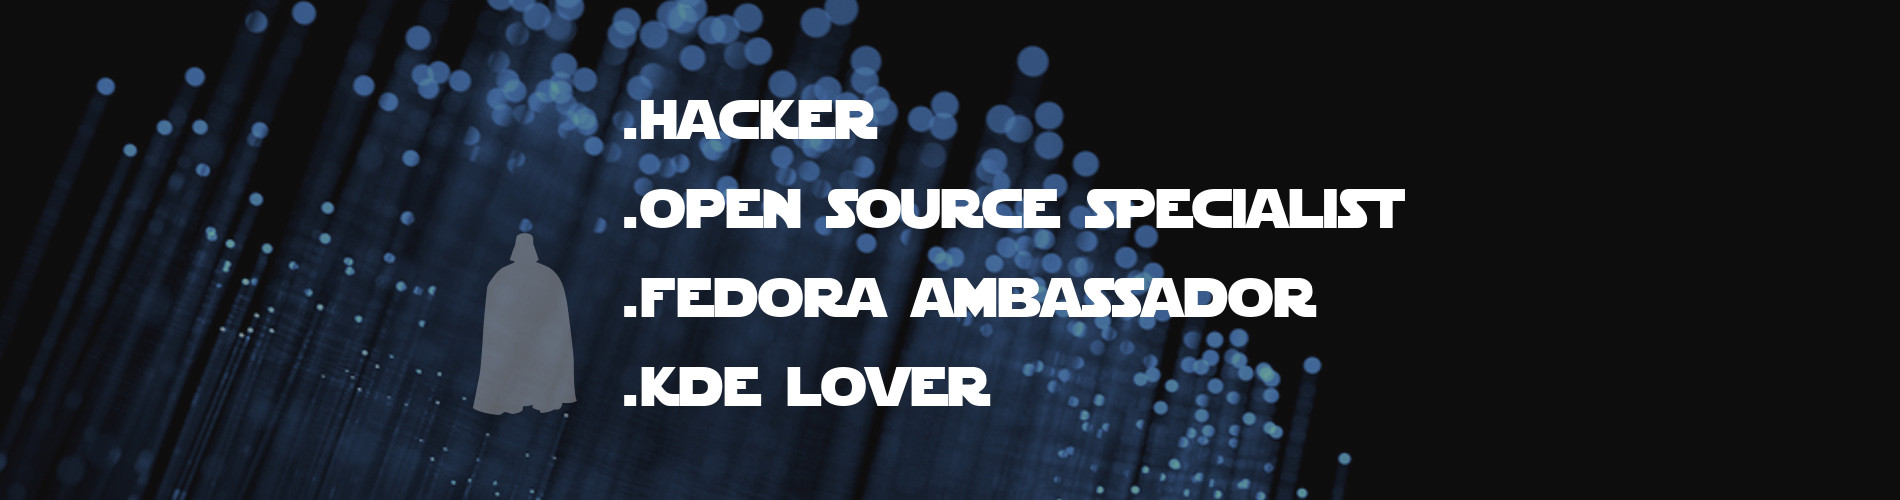 .HACKER
.OPEN SOURCE SPECIALIST
.FEDORA AMBASSADOR
.KDE LOVER